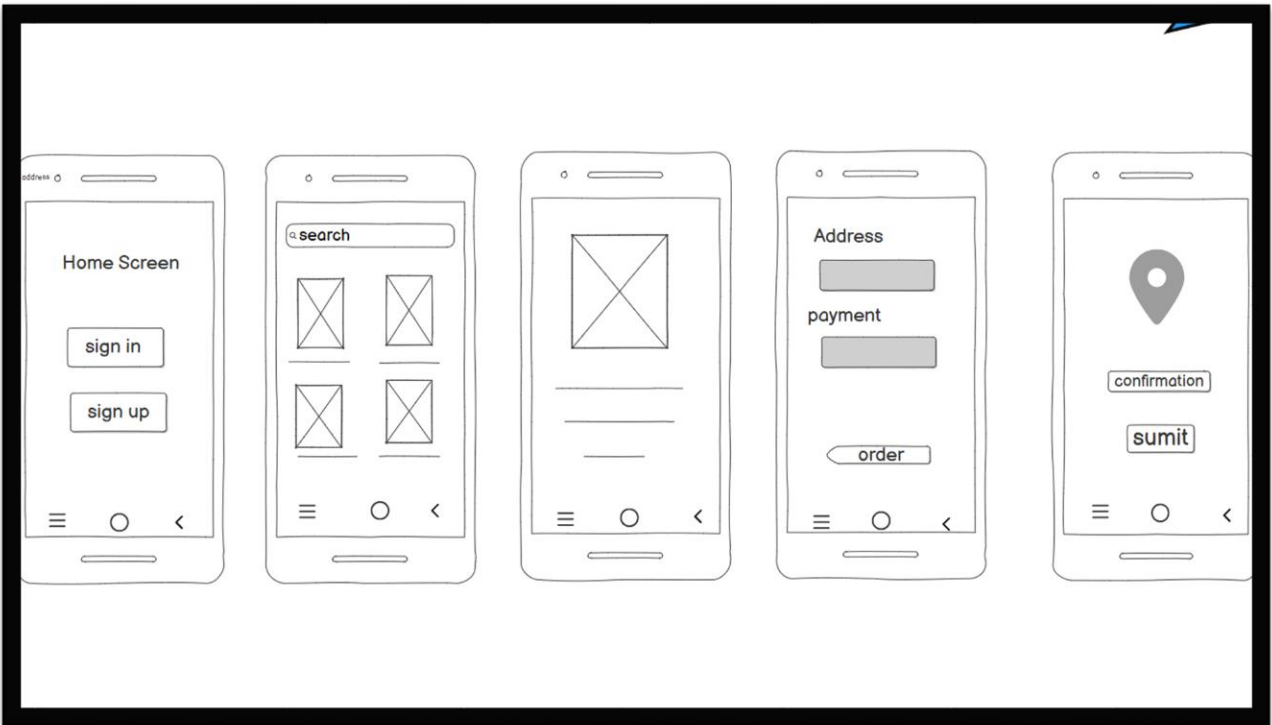 address
Home Screen
sign in
sign up
search
Address
payment
order
confirmation
sumit